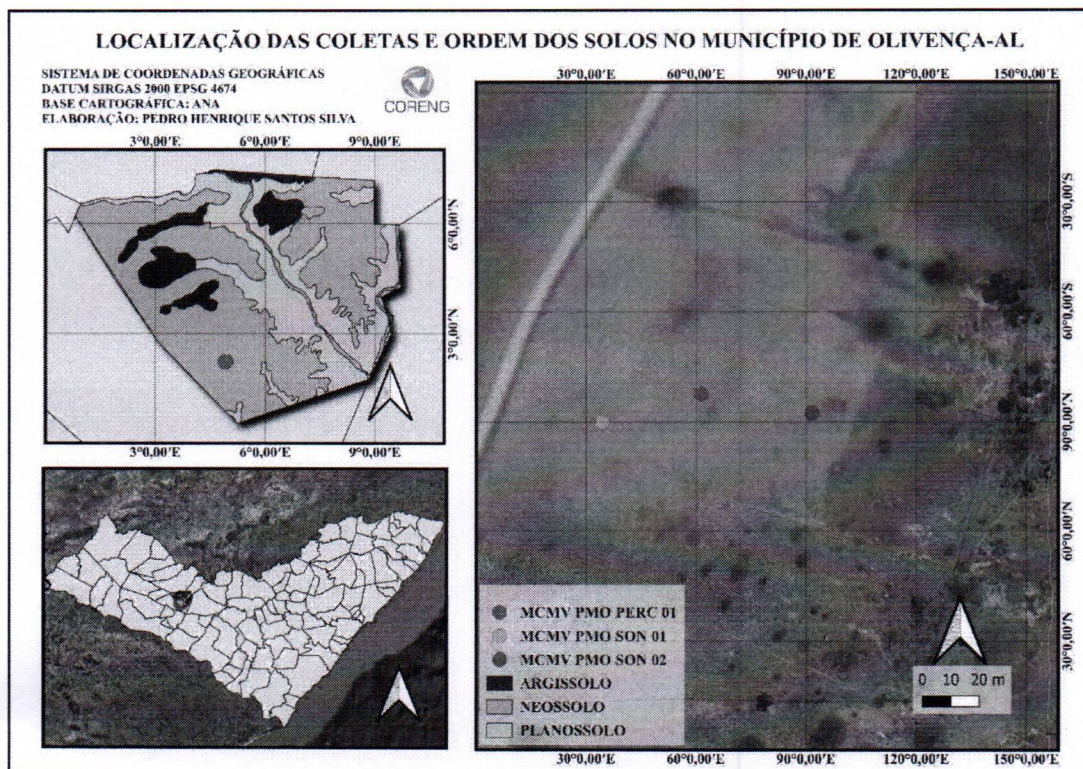 LOCALIZAÇÃO DAS COLETAS E ORDEM DOS SOLOS NO MUNICÍPIO DE OLIVENÇA-AL
SISTEMA DE COORDENADAS GEOGRÁFICAS
DATUM SIRGAS 2000 EPSG 4674
BASE CARTOGRÁFICA: ANA
ELABORAÇÃO: PEDRO HENRIQUE SANTOS SILVA
CORENG
3°0,00'E 6°0,00'E 9°0,00'E
6°0,00'N
3°0,00'N
3°0,00'E 6°0,00'E 9°0,00'E
30°0,00'E 60°0,00'E 90°0,00'E 120°0,00'E 150°0,00'E
30°0,00'S
60°0,00'S
90°0,00'N
60°0,00'N
30°0,00'N
MCMV PMO PERC 01
MCMV PMO SON 01
MCMV PMO SON 02
ARGISSOLO
NEOSSOLO
PLANOSSOLO
0 10 20 m
30°0,00'E 60°0,00'E 90°0,00'E 120°0,00'E 150°0,00'E